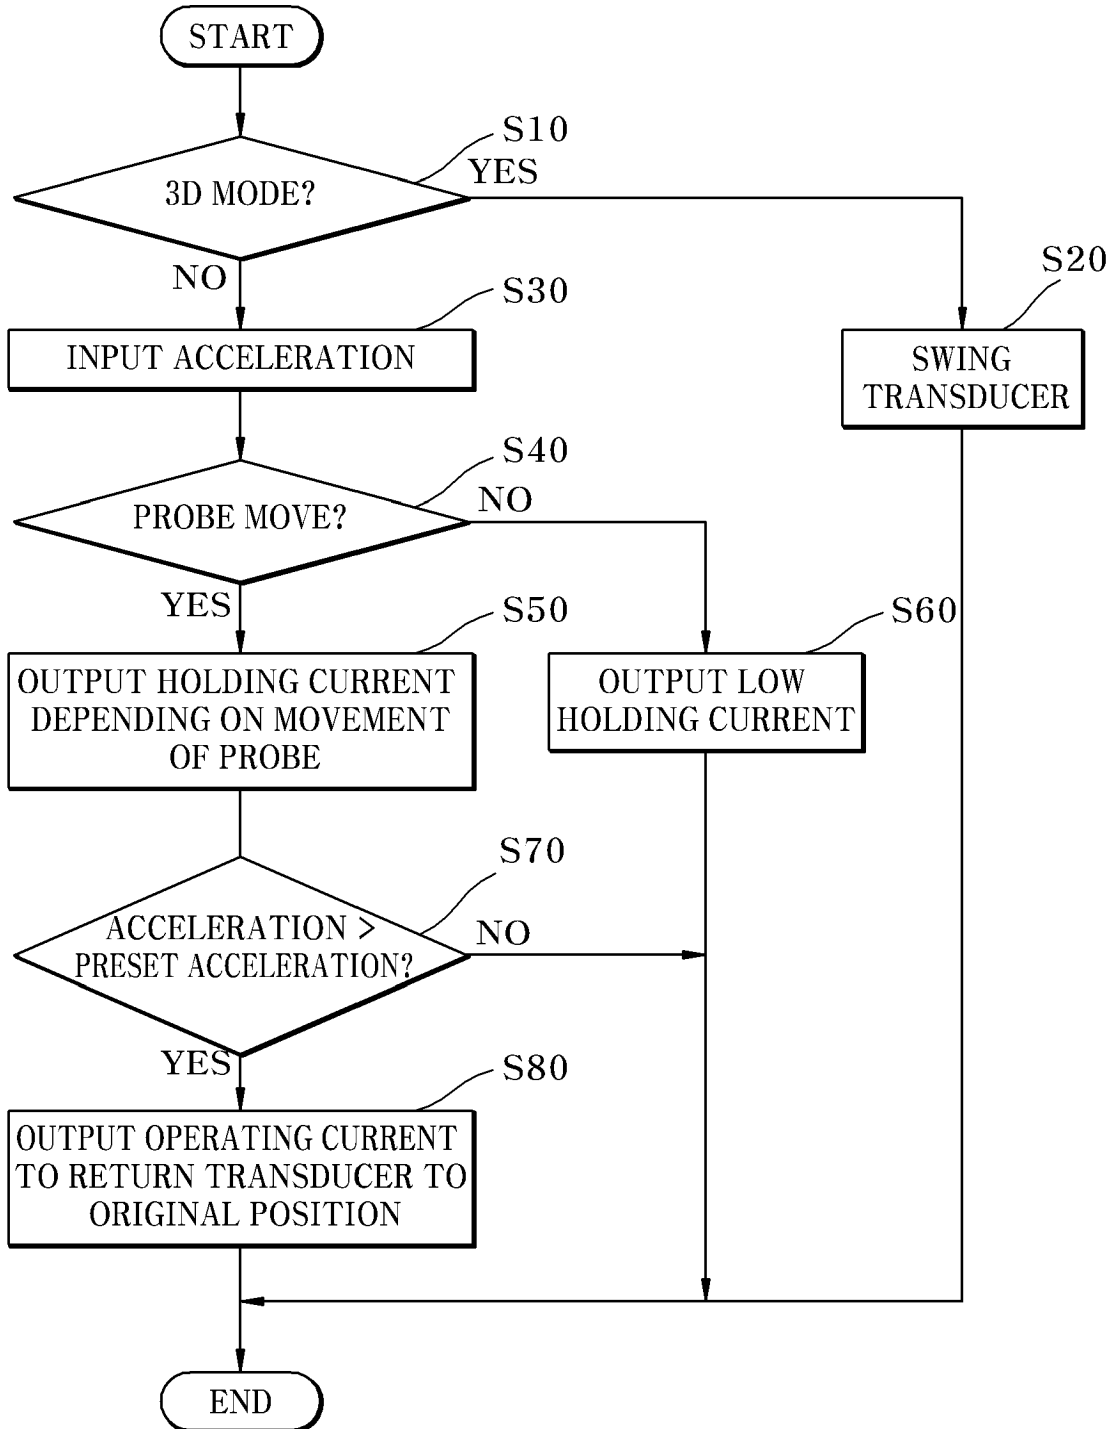 START
S10
3D MODE?
YES
NO
S20
S30
INPUT ACCELERATION
SWING
TRANSDUCER
S40
PROBE MOVE?
NO
YES
S50
S60
OUTPUT HOLDING CURRENT
DEPENDING ON MOVEMENT
OF PROBE
OUTPUT LOW
HOLDING CURRENT
S70
ACCELERATION >
PRESET ACCELERATION?
NO
YES
S80
OUTPUT OPERATING CURRENT
TO RETURN TRANSDUCER TO
ORIGINAL POSITION
END